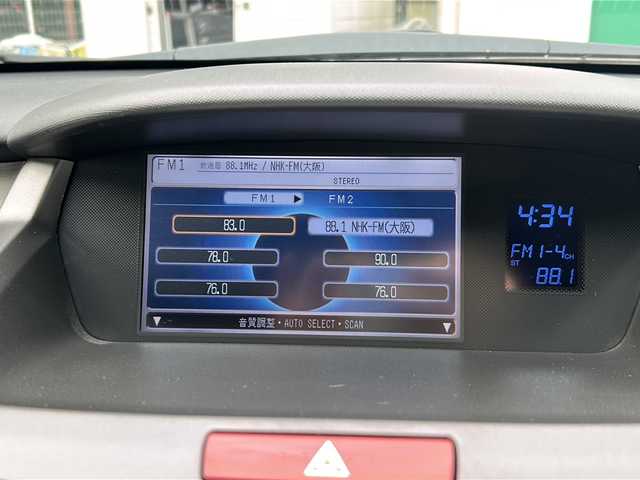 FM1 放送局 88.1MHz / NHK-FM(大阪)
STEREO
FM1 ▶ FM2
83.0 88.1 NHK-FM(大阪)
78.0 90.0
76.0 76.0
音質調整・AUTO SELECT・SCAN
4:34
FM1-4CH
ST
88.1